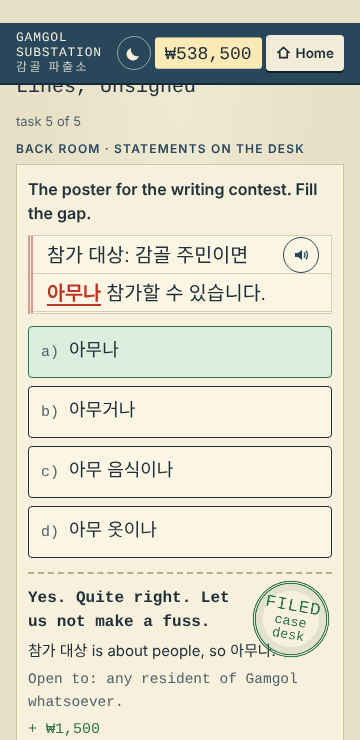 GAMGOL
SUBSTATION
감골 파출소
₩538,500
Home
Lines, Unsigned
task 5 of 5
BACK ROOM · STATEMENTS ON THE DESK
The poster for the writing contest. Fill
the gap.
참가 대상: 감골 주민이면
아무나 참가할 수 있습니다.
a) 아무나
b) 아무거나
c) 아무 음식이나
d) 아무 옷이나
Yes. Quite right. Let
us not make a fuss.
FILED
case
desk
참가 대상 is about people, so 아무나.
Open to: any resident of Gamgol
whatsoever.
+ ₩1,500